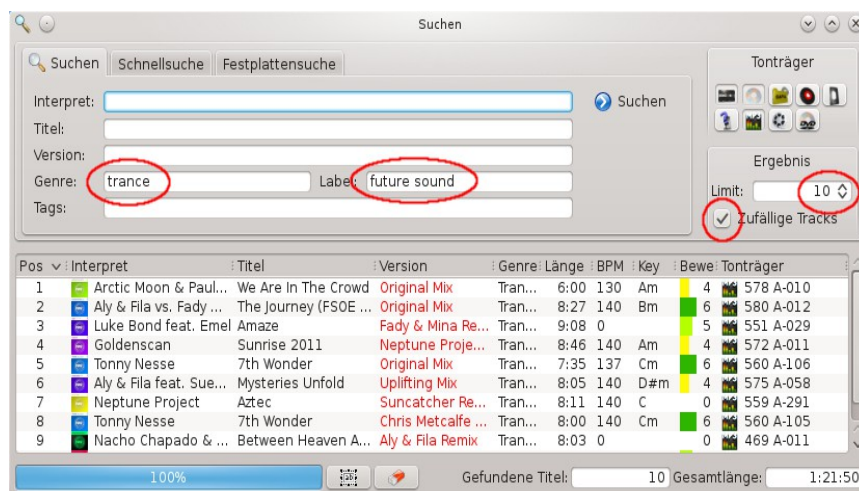 Suchen
Suchen Schnellsuche Festplattensuche
Tonträger
Interpret:
Suchen
Titel:
Version:
Genre: trance Label: future sound
Tags:
Ergebnis
Limit: 10
Zufällige Tracks
Pos Interpret Titel Version Genre Länge BPM Key Bewe Tonträger
1 Arctic Moon & Paul... We Are In The Crowd Original Mix Tran... 6:00 130 Am 4 578 A-010
2 Aly & Fila vs. Fady ... The Journey (FSOE ... Original Mix Tran... 8:27 140 Bm 6 580 A-012
3 Luke Bond feat. Emel Amaze Fady & Mina Re... Tran... 9:08 0 5 551 A-029
4 Goldenscan Sunrise 2011 Neptune Proje... Tran... 8:46 140 Am 4 572 A-011
5 Tonny Nesse 7th Wonder Original Mix Tran... 7:35 137 Cm 6 560 A-106
6 Aly & Fila feat. Sue... Mysteries Unfold Uplifting Mix Tran... 8:05 140 D#m 4 575 A-058
7 Neptune Project Aztec Suncatcher Re... Tran... 8:11 140 C 0 559 A-291
8 Tonny Nesse 7th Wonder Chris Metcalfe ... Tran... 8:00 140 Cm 6 560 A-105
9 Nacho Chapado & ... Between Heaven A... Aly & Fila Remix Tran... 8:03 0 0 469 A-011
100% Gefundene Titel: 10 Gesamtlänge: 1:21:50